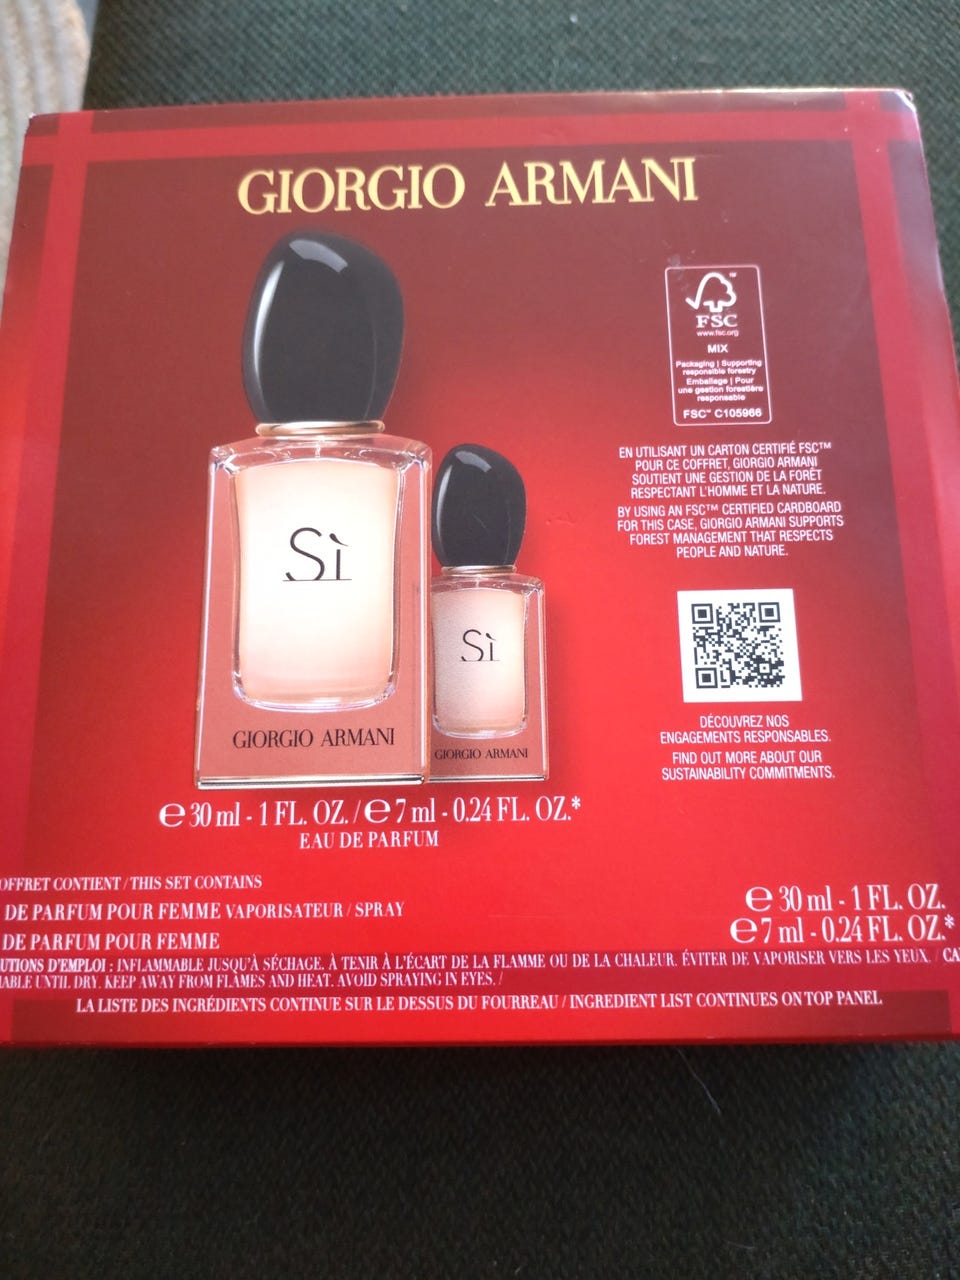 GIORGIO ARMANI
FSC™
www.fsc.org
MIX
Packaging | Supporting
responsible forestry
Emballage | Pour
une gestion forestière
responsable
FSC™ C105966
EN UTILISANT UN CARTON CERTIFIÉ FSC™
POUR CE COFFRET, GIORGIO ARMANI
SOUTIENT UNE GESTION DE LA FORÊT
RESPECTANT L'HOMME ET LA NATURE.
BY USING AN FSC™ CERTIFIED CARDBOARD
FOR THIS CASE, GIORGIO ARMANI SUPPORTS
FOREST MANAGEMENT THAT RESPECTS
PEOPLE AND NATURE.
Sì
GIORGIO ARMANI
Sì
GIORGIO ARMANI
DÉCOUVREZ NOS
ENGAGEMENTS RESPONSABLES.
FIND OUT MORE ABOUT OUR
SUSTAINABILITY COMMITMENTS.
℮ 30 ml - 1 FL. OZ. / ℮ 7 ml - 0.24 FL. OZ.*
EAU DE PARFUM
OFFRET CONTIENT / THIS SET CONTAINS
DE PARFUM POUR FEMME VAPORISATEUR / SPRAY ℮ 30 ml - 1 FL. OZ.
DE PARFUM POUR FEMME ℮ 7 ml - 0.24 FL. OZ.*
UTIONS D'EMPLOI : INFLAMMABLE JUSQU'À SÉCHAGE. À TENIR À L'ÉCART DE LA FLAMME OU DE LA CHALEUR. ÉVITER DE VAPORISER VERS LES YEUX. / CA
ABLE UNTIL DRY. KEEP AWAY FROM FLAMES AND HEAT. AVOID SPRAYING IN EYES. /
LA LISTE DES INGRÉDIENTS CONTINUE SUR LE DESSUS DU FOURREAU / INGREDIENT LIST CONTINUES ON TOP PANEL